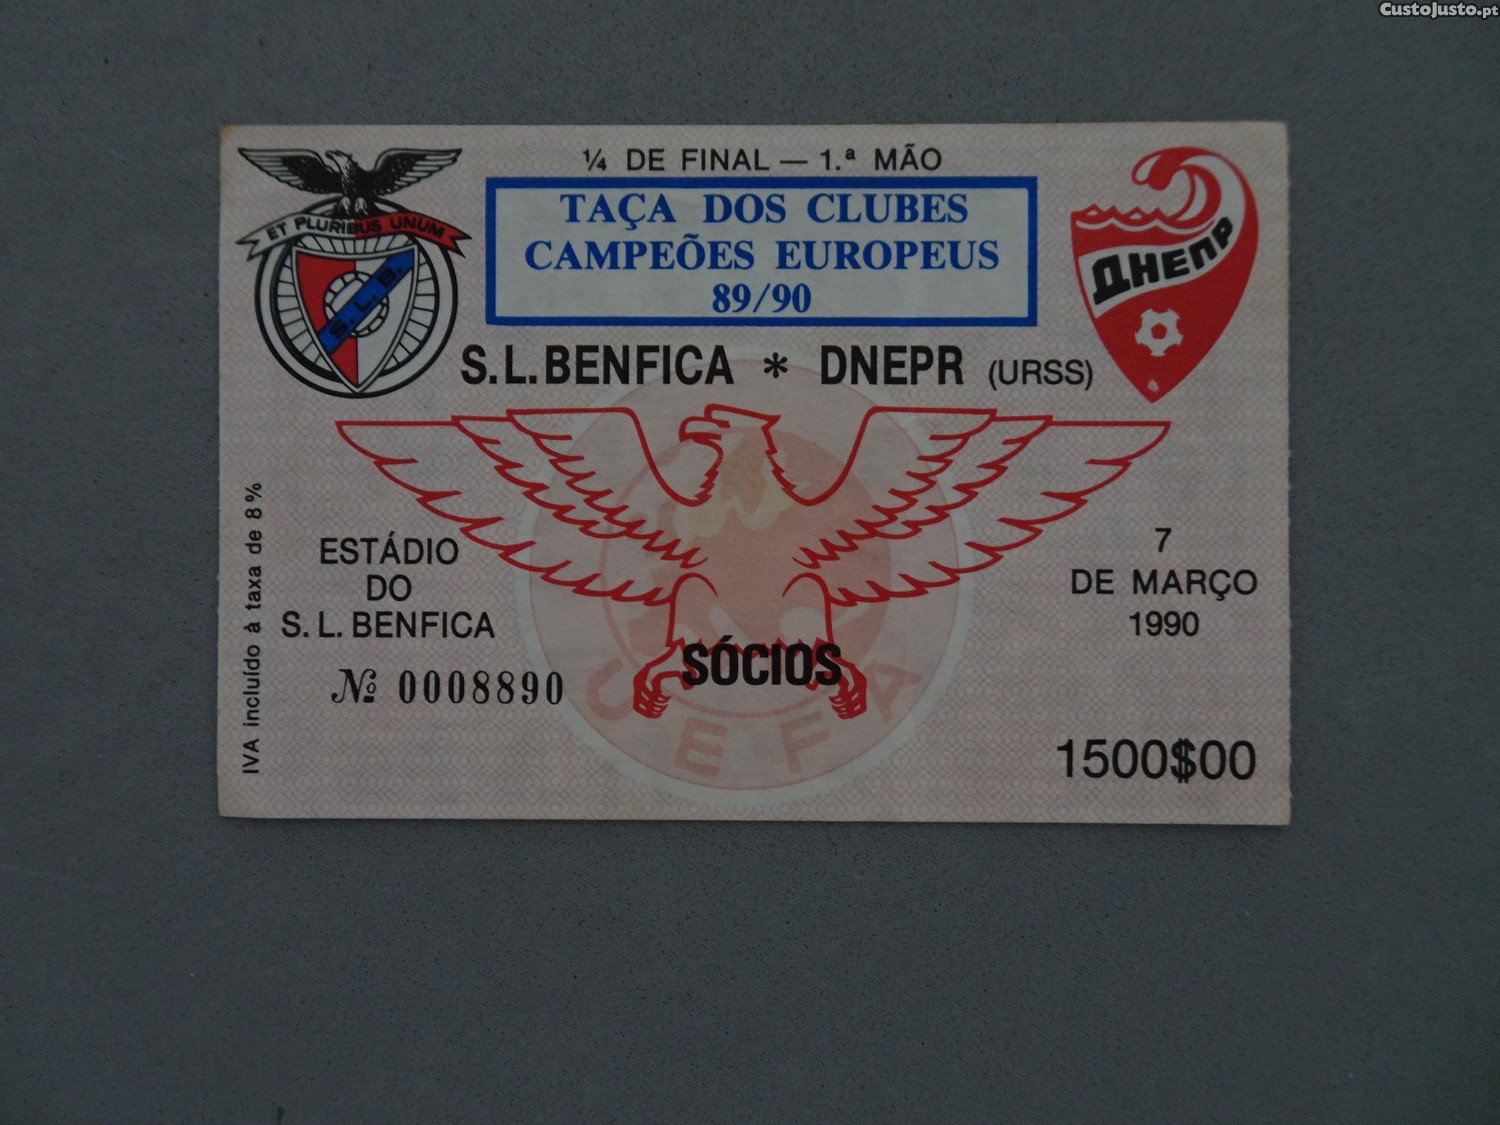 CustoJusto.pt
¼ DE FINAL — 1.ª MÃO
TAÇA DOS CLUBES
CAMPEÕES EUROPEUS
89/90
ET PLURIBUS UNUM
S.L.B.
ДНЕПР
S.L.BENFICA * DNEPR (URSS)
ESTÁDIO
DO
S.L.BENFICA
Nº 0008890
7
DE MARÇO
1990
SÓCIOS
UEFA
1500$00
IVA incluído à taxa de 8%